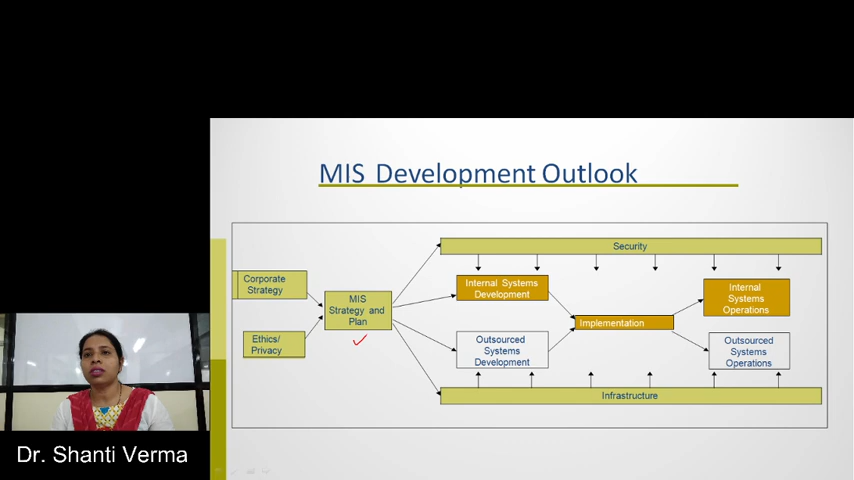 MIS Development Outlook
Security
Corporate
Strategy
Ethics/
Privacy
MIS
Strategy and
Plan
Internal Systems
Development
Outsourced
Systems
Development
Implementation
Internal
Systems
Operations
Outsourced
Systems
Operations
Infrastructure
Dr. Shanti Verma